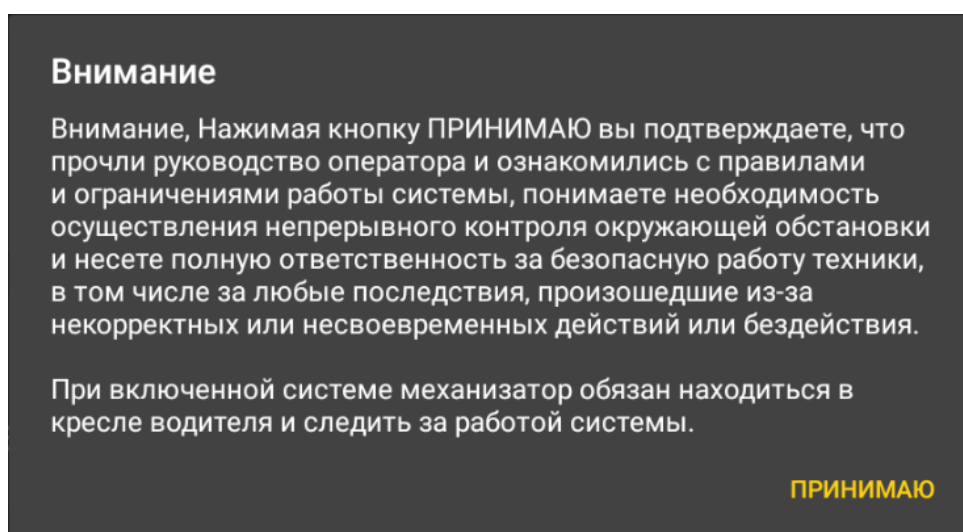 Внимание
Внимание, Нажимая кнопку ПРИНИМАЮ вы подтверждаете, что
прочли руководство оператора и ознакомились с правилами
и ограничениями работы системы, понимаете необходимость
осуществления непрерывного контроля окружающей обстановки
и несете полную ответственность за безопасную работу техники,
в том числе за любые последствия, произошедшие из-за
некорректных или несвоевременных действий или бездействия.
При включенной системе механизатор обязан находиться в
кресле водителя и следить за работой системы.
ПРИНИМАЮ